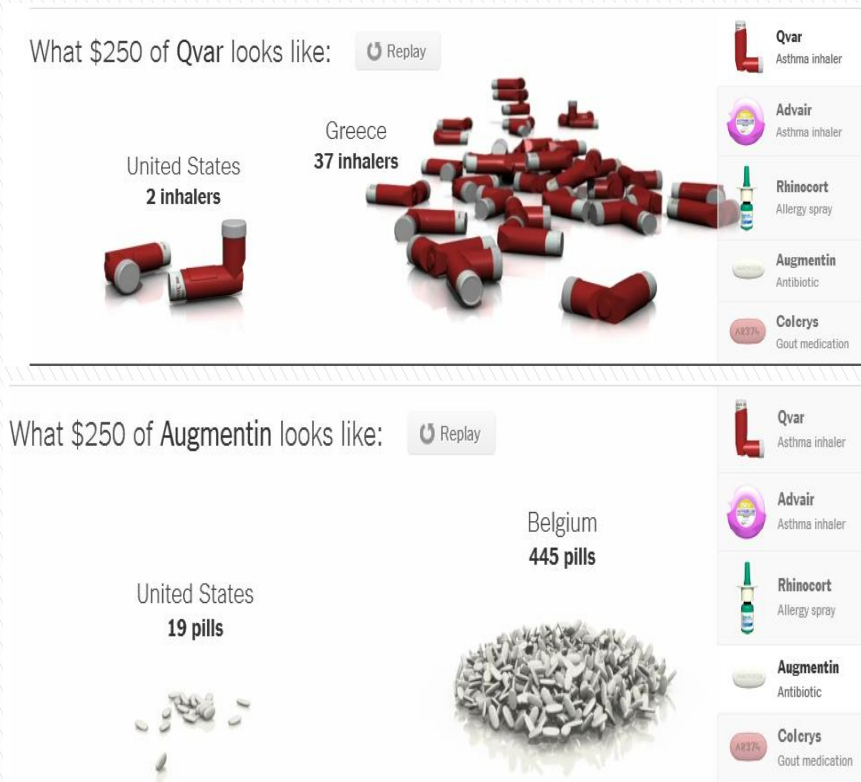 What $250 of Qvar looks like:
Replay
United States
2 inhalers
Greece
37 inhalers
Qvar
Asthma inhaler
Advair
Asthma inhaler
Rhinocort
Allergy spray
Augmentin
Antibiotic
AR374
Colcrys
Gout medication
What $250 of Augmentin looks like:
Replay
United States
19 pills
Belgium
445 pills
Qvar
Asthma inhaler
Advair
Asthma inhaler
Rhinocort
Allergy spray
Augmentin
Antibiotic
AR374
Colcrys
Gout medication